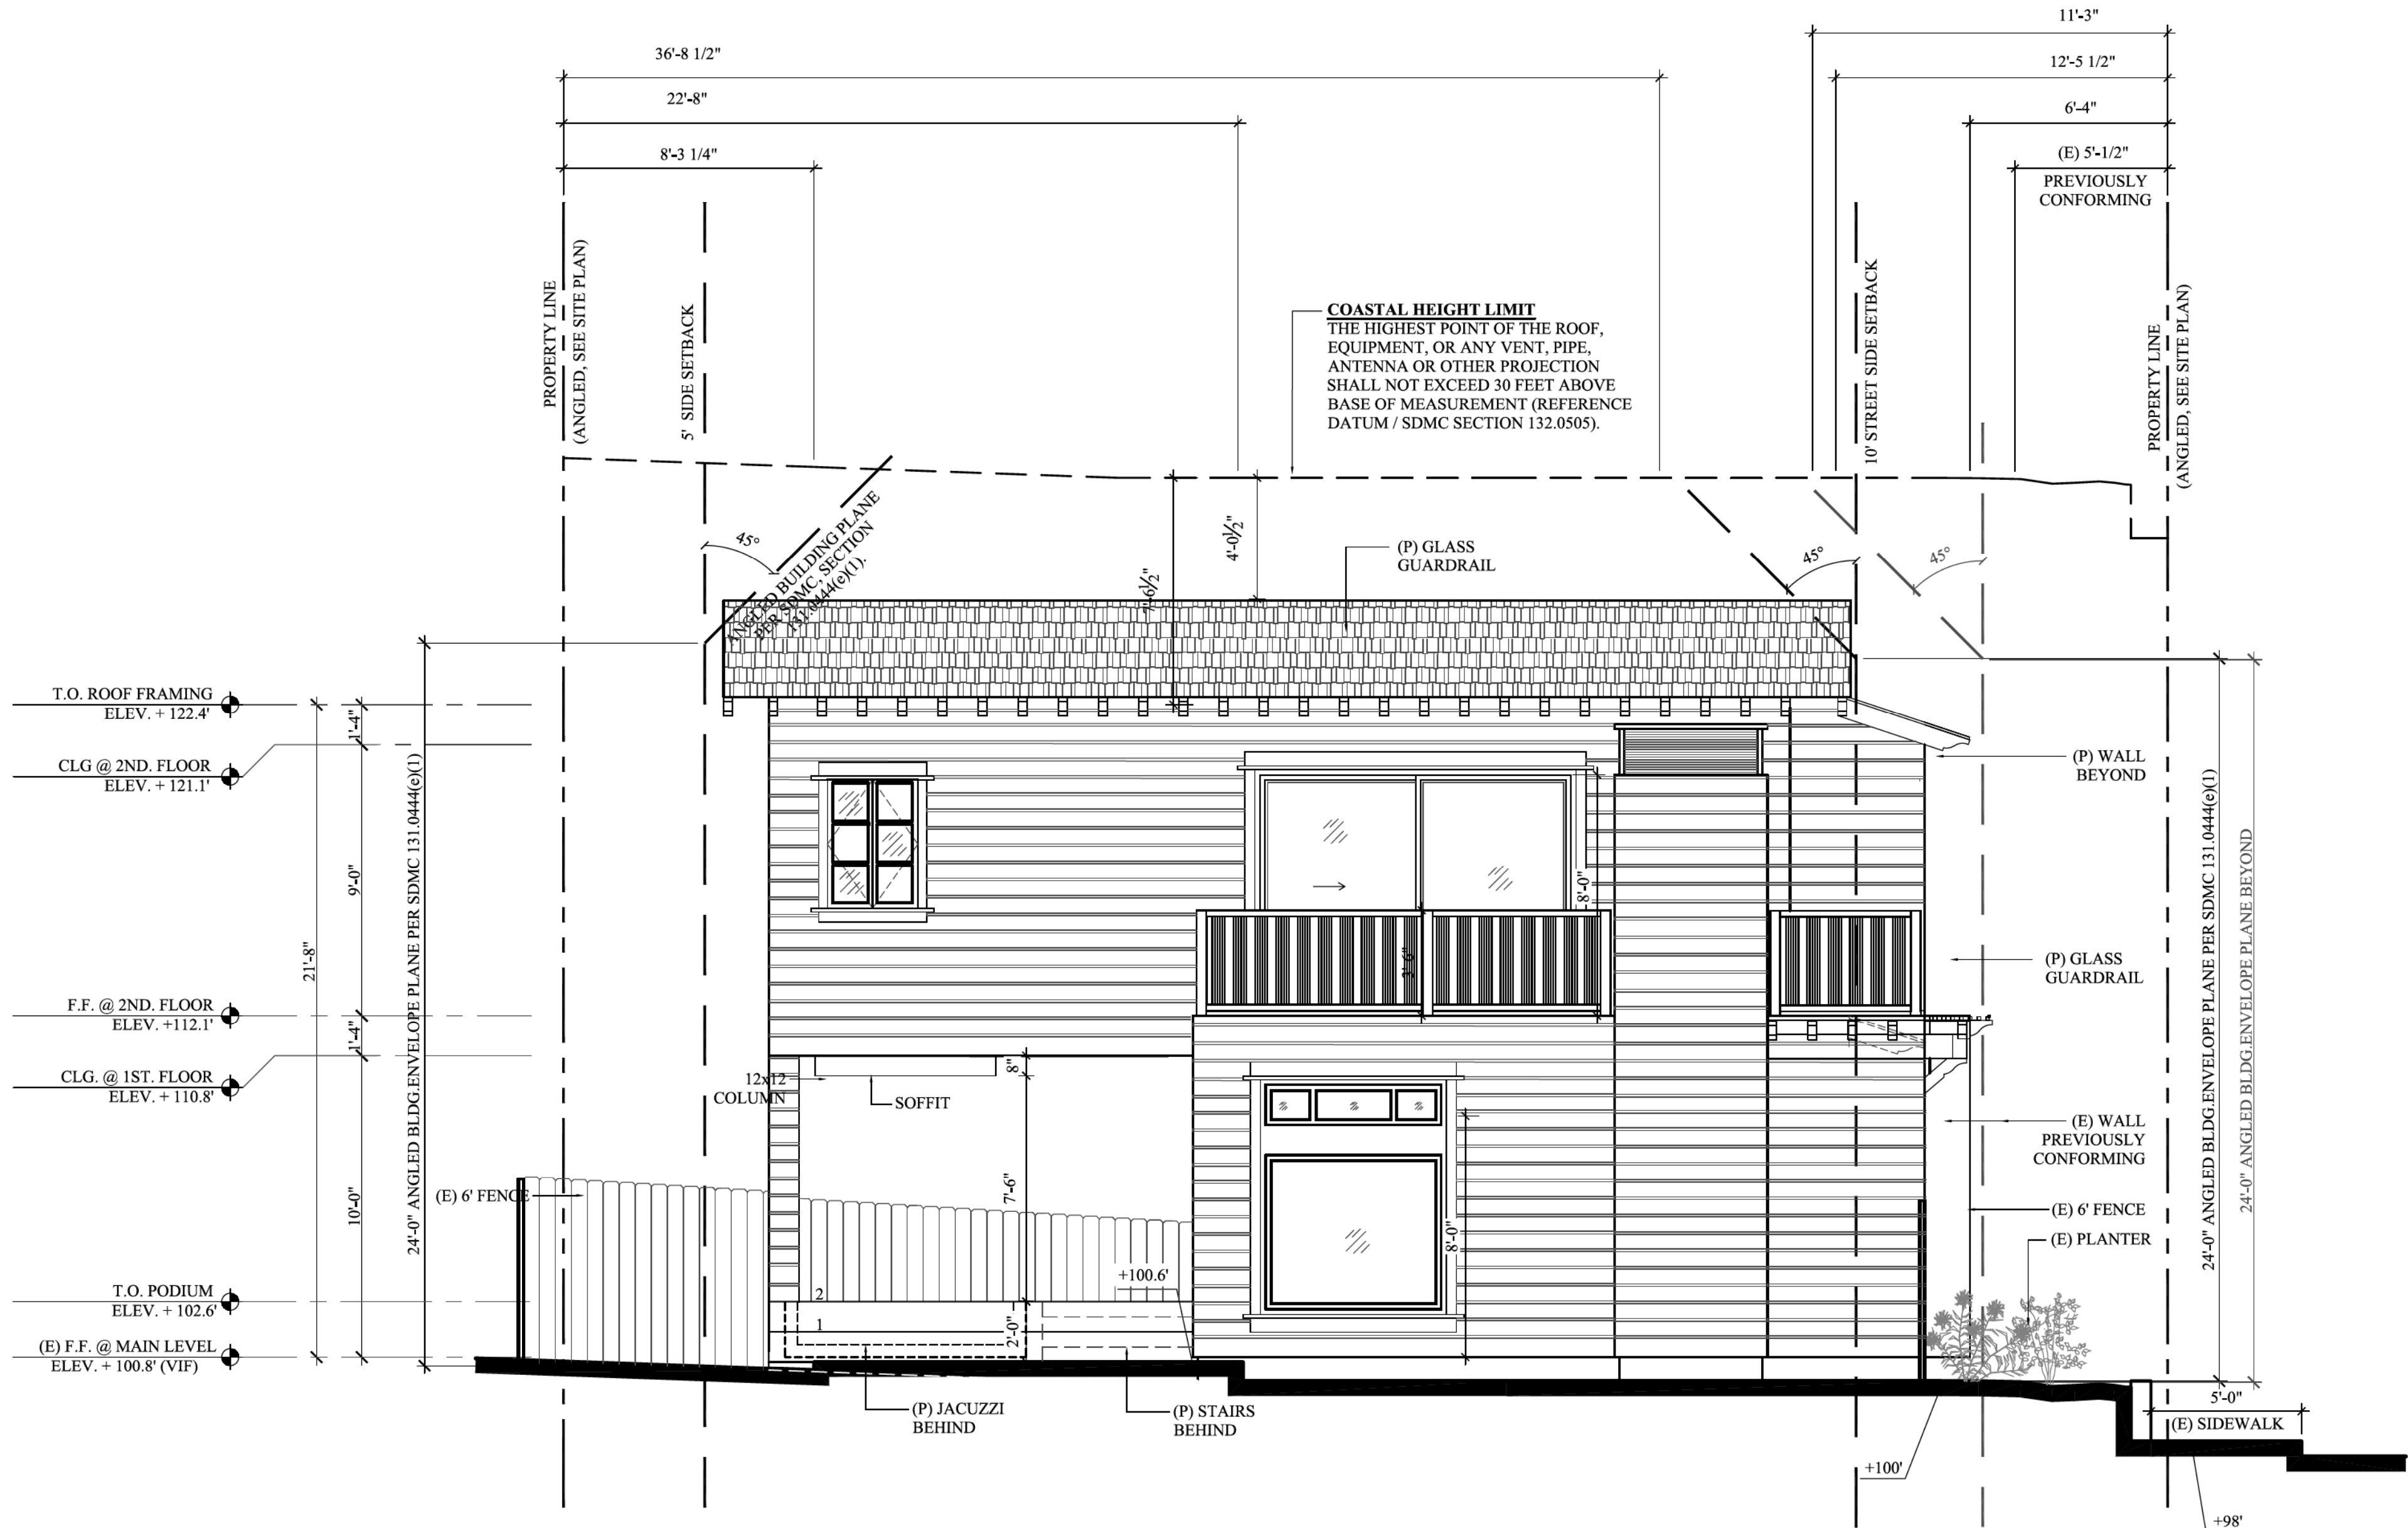 11'-3"
36'-8 1/2"
12'-5 1/2"
22'-8"
6'-4"
8'-3 1/4"
(E) 5'-1/2"
PREVIOUSLY
CONFORMING
PROPERTY LINE
(ANGLED, SEE SITE PLAN)
5' SIDE SETBACK
COASTAL HEIGHT LIMIT
THE HIGHEST POINT OF THE ROOF,
EQUIPMENT, OR ANY VENT, PIPE,
ANTENNA OR OTHER PROJECTION
SHALL NOT EXCEED 30 FEET ABOVE
BASE OF MEASUREMENT (REFERENCE
DATUM / SDMC SECTION 132.0505).
10' STREET SIDE SETBACK
PROPERTY LINE
(ANGLED, SEE SITE PLAN)
45°
ANGLED BUILDING PLANE
PER SDMC, SECTION
131.0444(e)(1).
7'-6½"
4'-0½"
(P) GLASS
GUARDRAIL
45°
45°
T.O. ROOF FRAMING
ELEV. + 122.4'
1'-4"
CLG @ 2ND. FLOOR
ELEV. + 121.1'
9'-0"
21'-8"
24'-0" ANGLED BLDG.ENVELOPE PLANE PER SDMC 131.0444(e)(1)
(P) WALL
BEYOND
8'-0"
3'-6"
(P) GLASS
GUARDRAIL
24'-0" ANGLED BLDG.ENVELOPE PLANE PER SDMC 131.0444(e)(1)
24'-0" ANGLED BLDG.ENVELOPE PLANE BEYOND
F.F. @ 2ND. FLOOR
ELEV. +112.1'
1'-4"
CLG. @ 1ST. FLOOR
ELEV. + 110.8'
12x12
COLUMN
SOFFIT
8"
(E) WALL
PREVIOUSLY
CONFORMING
(E) 6' FENCE
10'-0"
7'-6"
8'-0"
(E) 6' FENCE
(E) PLANTER
+100.6'
T.O. PODIUM
ELEV. + 102.6'
2
1
2'-0"
(E) F.F. @ MAIN LEVEL
ELEV. + 100.8' (VIF)
(P) JACUZZI
BEHIND
(P) STAIRS
BEHIND
5'-0"
(E) SIDEWALK
+100'
+98'